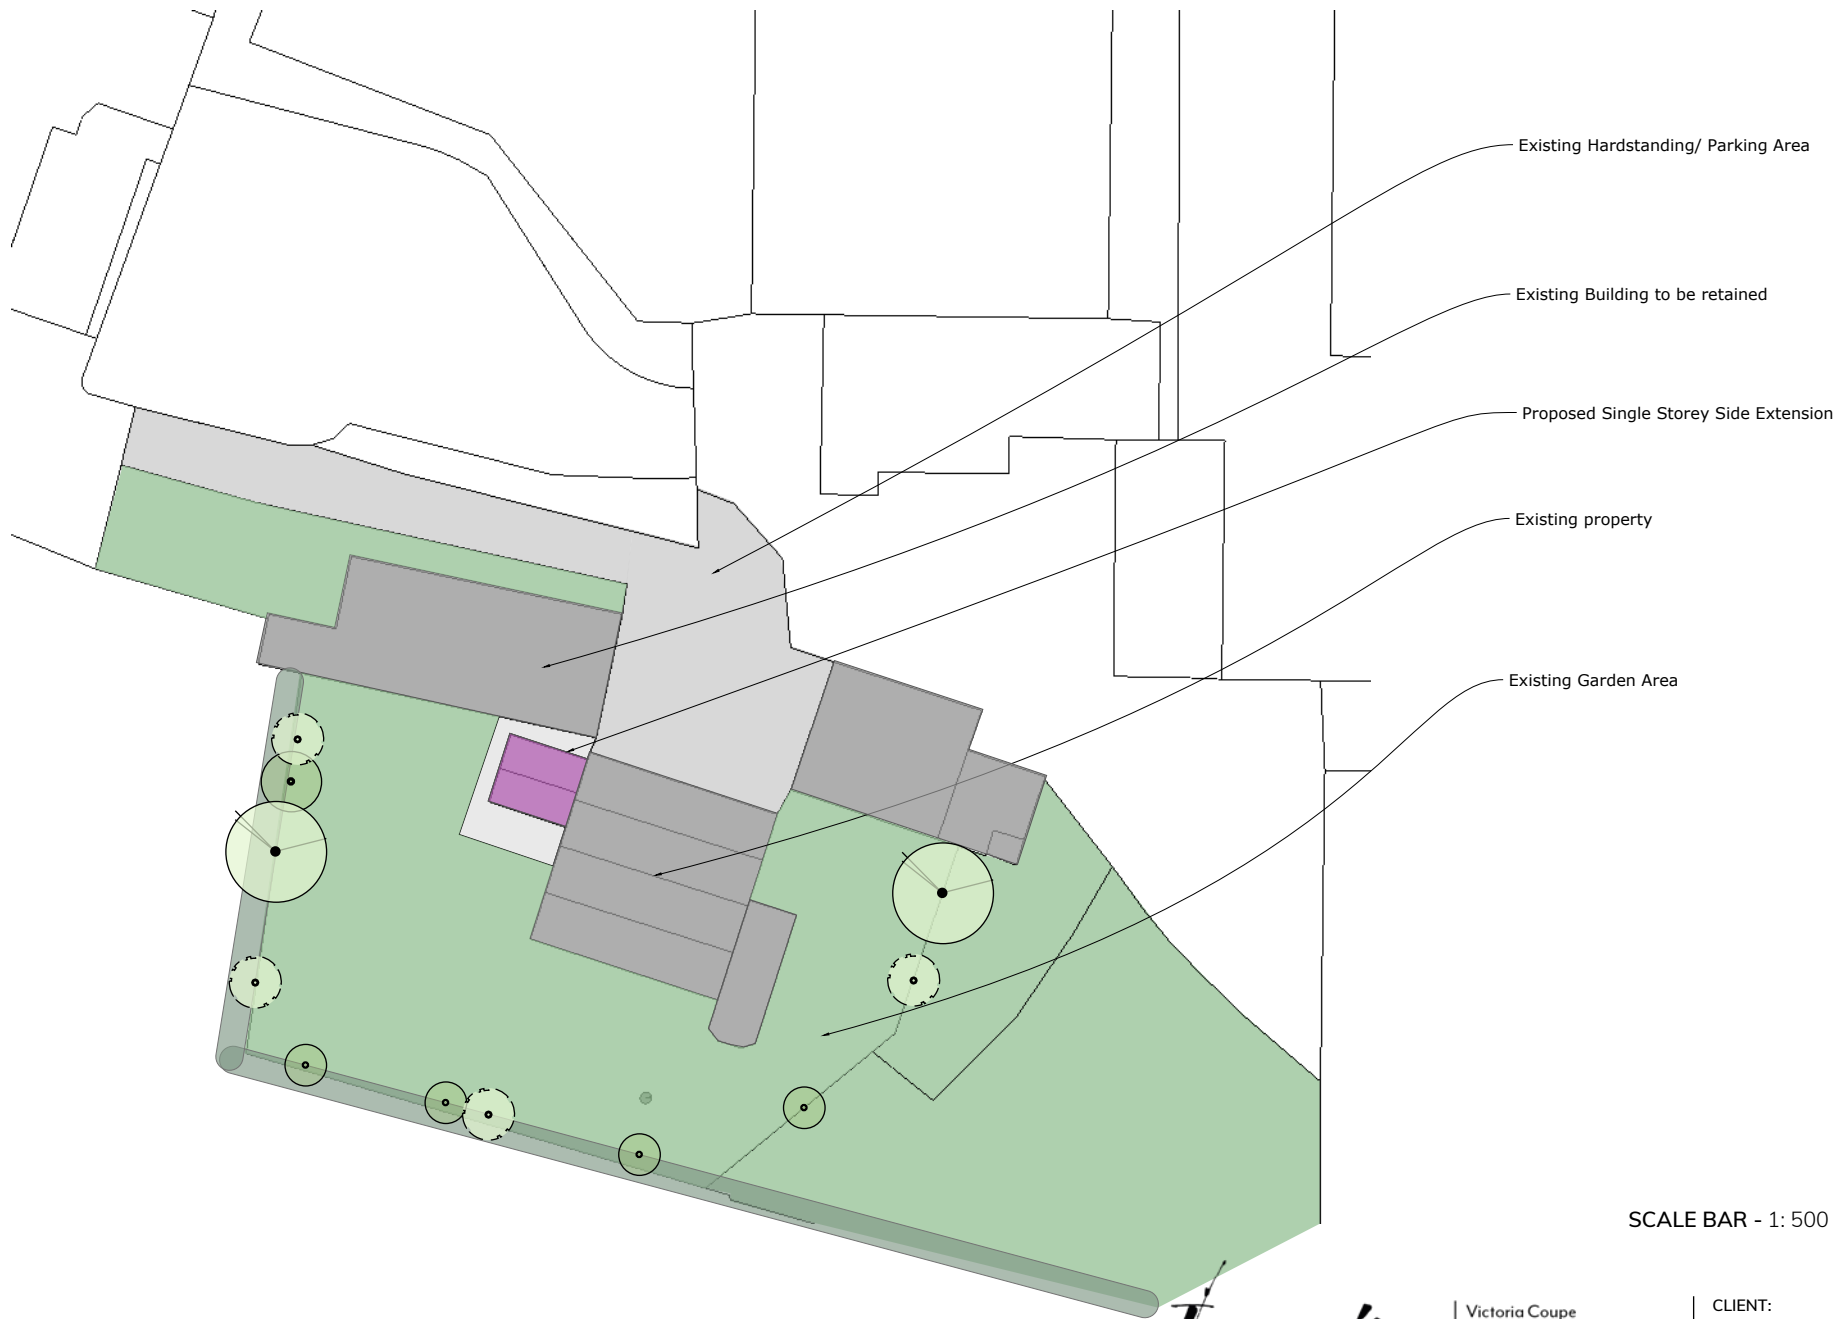 Existing Hardstanding/ Parking Area
Existing Building to be retained
Proposed Single Storey Side Extension
Existing property
Existing Garden Area
SCALE BAR - 1: 500
Victoria Coupe
CLIENT: